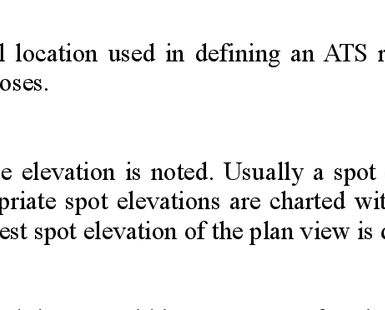 location used in defining an ATS
oses.
e elevation is noted. Usually a spot
priate spot elevations are charted wit
est spot elevation of the plan view is